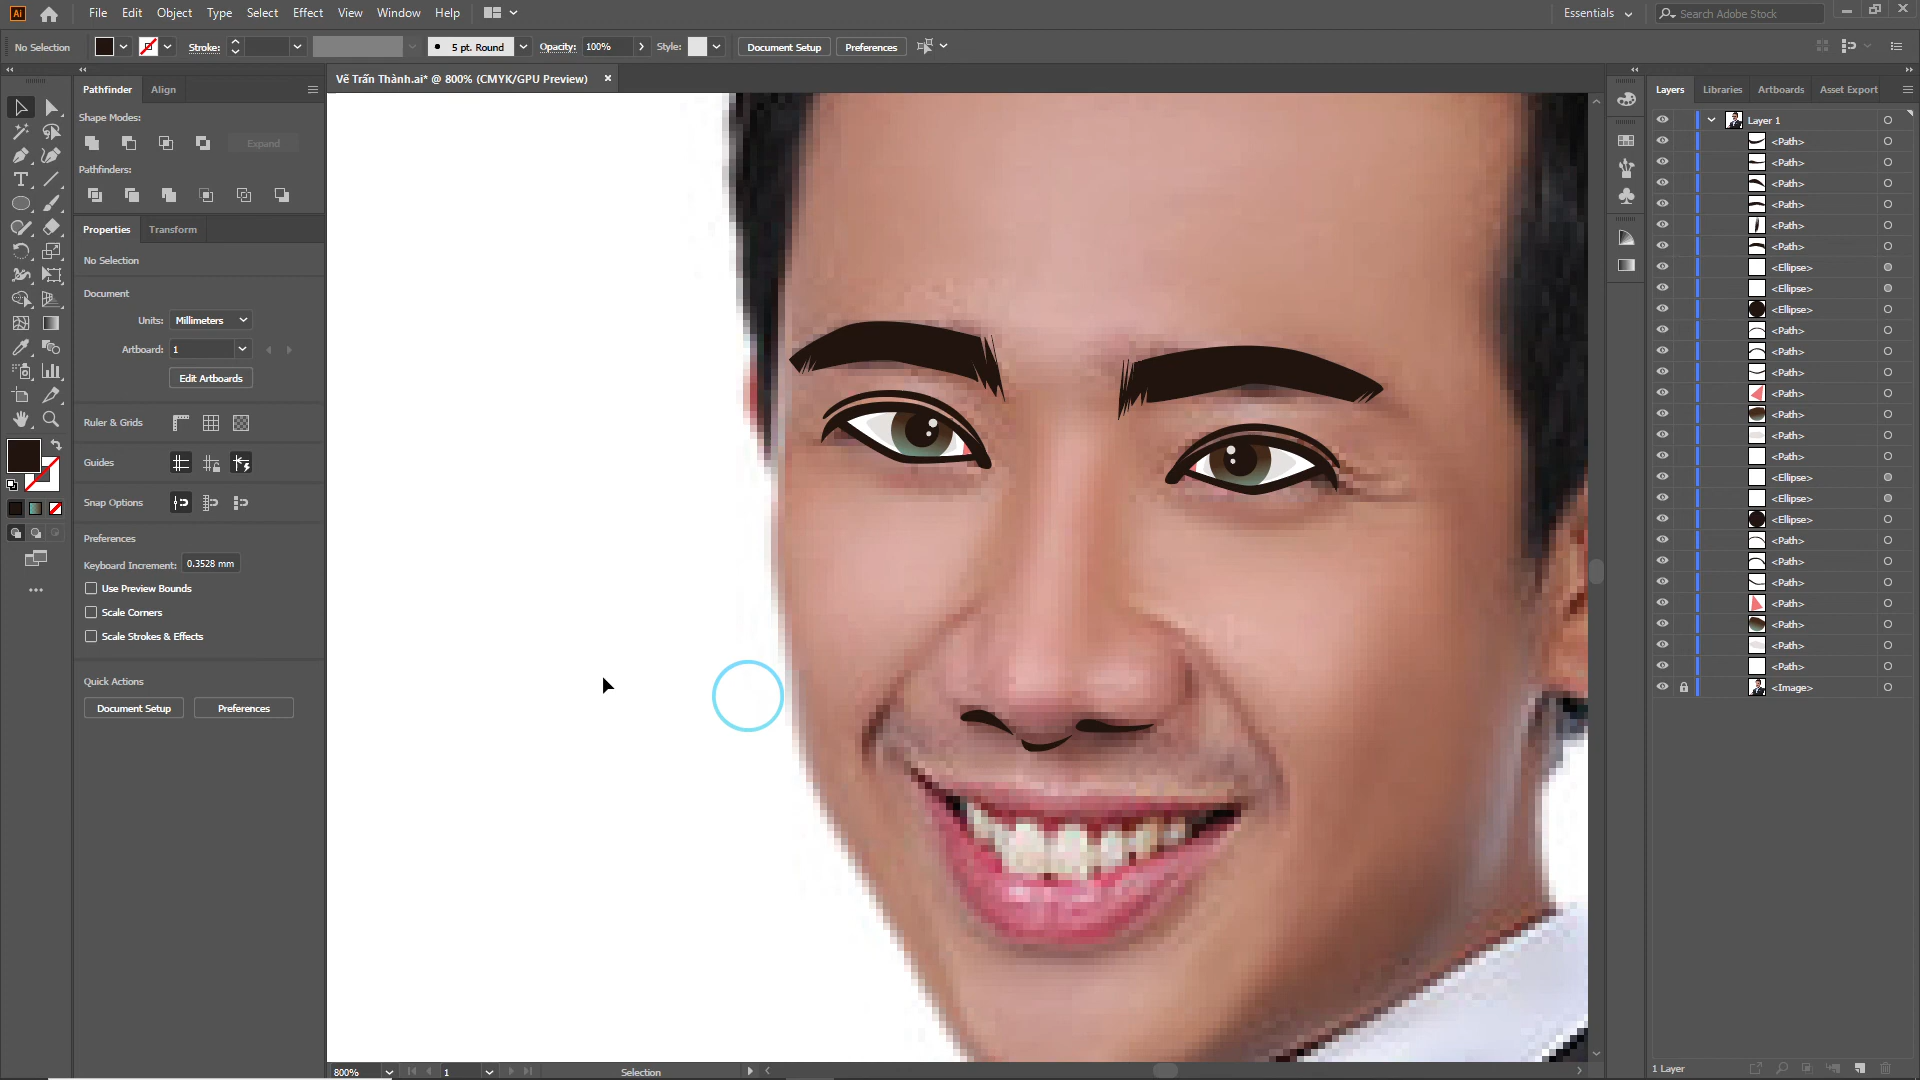 Ai
File Edit Object Type Select Effect View Window Help
Essentials
Search Adobe Stock
No Selection
Stroke:
5 pt. Round
Opacity: 100%
Style:
Document Setup
Preferences
Pathfinder Align
Shape Modes:
Expand
Pathfinders:
Properties Transform
No Selection
Document
Units: Millimeters
Artboard: 1
Edit Artboards
Ruler & Grids
Guides
Snap Options
Preferences
Keyboard Increment: 0.3528 mm
Use Preview Bounds
Scale Corners
Scale Strokes & Effects
Quick Actions
Document Setup Preferences
Vẽ Trấn Thành.ai* @ 800% (CMYK/GPU Preview)
800%
1
Selection
Layers Libraries Artboards Asset Export
Layer 1
<Path>
<Path>
<Path>
<Path>
<Path>
<Path>
<Ellipse>
<Ellipse>
<Ellipse>
<Path>
<Path>
<Path>
<Path>
<Path>
<Path>
<Path>
<Ellipse>
<Ellipse>
<Ellipse>
<Path>
<Path>
<Path>
<Path>
<Path>
<Path>
<Path>
<Image>
1 Layer